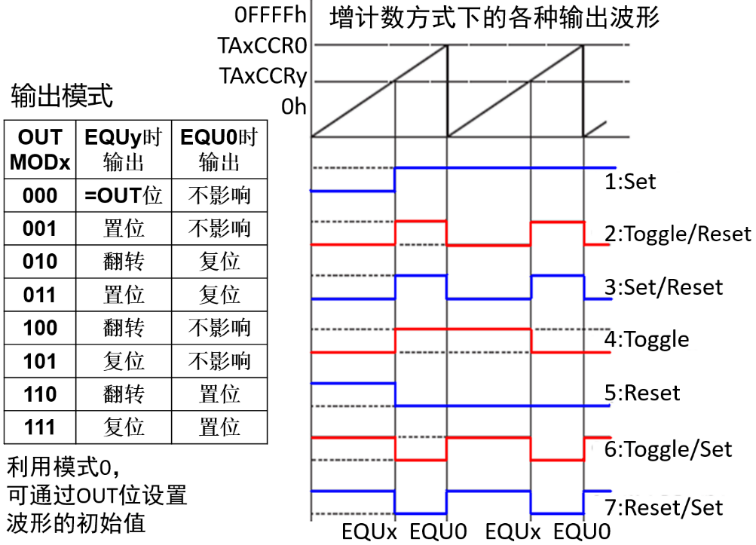 增计数方式下的各种输出波形
0FFFFh
TAxCCR0
TAxCCRy
0h
输出模式
OUT MODx EQUy时输出 EQU0时输出
000 =OUT位 不影响
001 置位 不影响
010 翻转 复位
011 置位 复位
100 翻转 不影响
101 复位 不影响
110 翻转 置位
111 复位 置位
利用模式0，
可通过OUT位设置
波形的初始值
1:Set
2:Toggle/Reset
3:Set/Reset
4:Toggle
5:Reset
6:Toggle/Set
7:Reset/Set
EQUx EQU0 EQUx EQU0